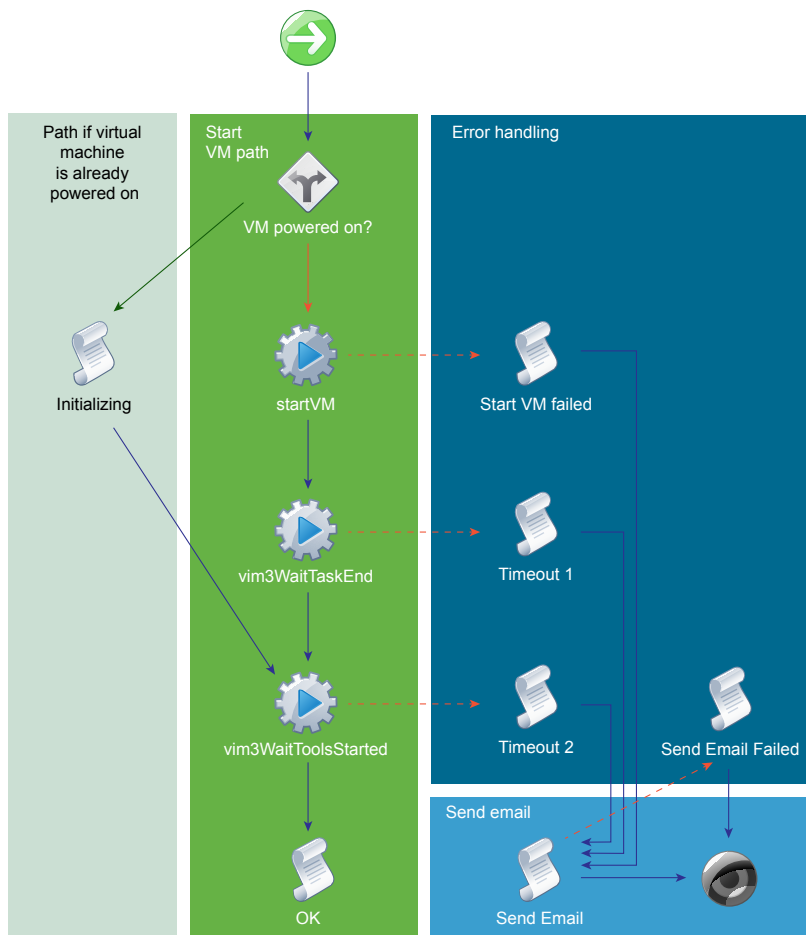 Path if virtual
machine
is already
powered on
Start
VM path
Error handling
VM powered on?
Initializing
startVM
Start VM failed
vim3WaitTaskEnd
Timeout 1
vim3WaitToolsStarted
Timeout 2
Send Email Failed
Send email
OK
Send Email